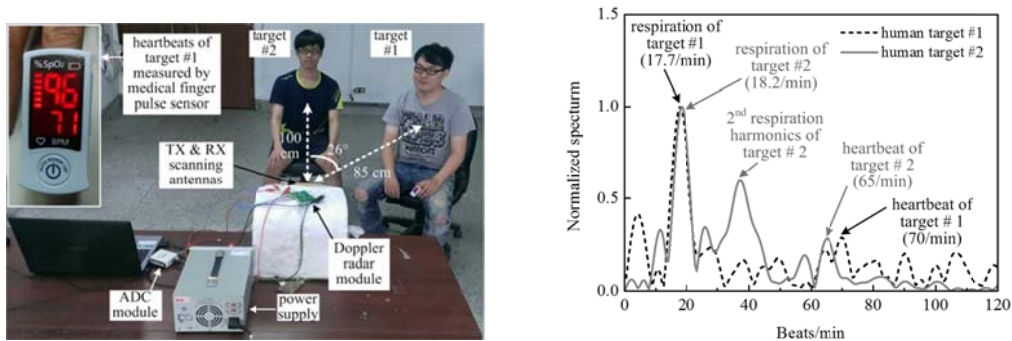 heartbeats of
target #1
measured by
medical finger
pulse sensor
%SpO2
96
71
BPM
target
#2
target
#1
100
cm
26°
85 cm
TX & RX
scanning
antennas
Doppler
radar
module
ADC
module
power
supply
respiration of
target #1
(17.7/min)
respiration of
target #2
(18.2/min)
human target #1
human target #2
2nd respiration
harmonics of
target # 2
heartbeat of
target # 2
(65/min)
heartbeat of
target # 1
(70/min)
Normalized specturm
1.0
0.5
0.0
0 20 40 60 80 100 120
Beats/min